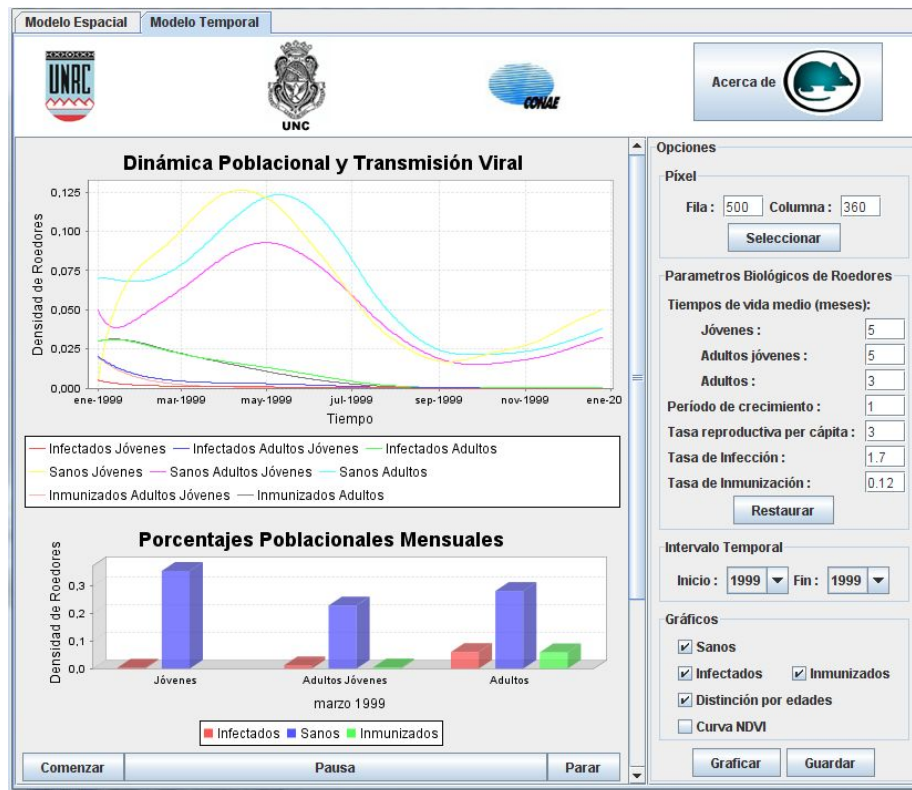 Modelo Espacial Modelo Temporal
UNRC
UNC
CONAE
Acerca de
Dinámica Poblacional y Transmisión Viral
Densidad de Roedores
0,125
0,100
0,075
0,050
0,025
0,000
ene-1999 mar-1999 may-1999 jul-1999 sep-1999 nov-1999 ene-20
Tiempo
Infectados Jóvenes Infectados Adultos Jóvenes Infectados Adultos
Sanos Jóvenes Sanos Adultos Jóvenes Sanos Adultos
Inmunizados Adultos Jóvenes Inmunizados Adultos
Porcentajes Poblacionales Mensuales
Densidad de Roedores
0,3
0,2
0,1
0,0
Jóvenes Adultos Jóvenes Adultos
marzo 1999
Infectados Sanos Inmunizados
Comenzar Pausa Parar
Opciones
Píxel
Fila : 500 Columna : 360
Seleccionar
Parametros Biológicos de Roedores
Tiempos de vida medio (meses):
Jóvenes : 5
Adultos jóvenes : 5
Adultos : 3
Período de crecimiento : 1
Tasa reproductiva per cápita : 3
Tasa de Infección : 1.7
Tasa de Inmunización : 0.12
Restaurar
Intervalo Temporal
Inicio : 1999 Fin : 1999
Gráficos
Sanos
Infectados Inmunizados
Distinción por edades
Curva NDVI
Graficar Guardar